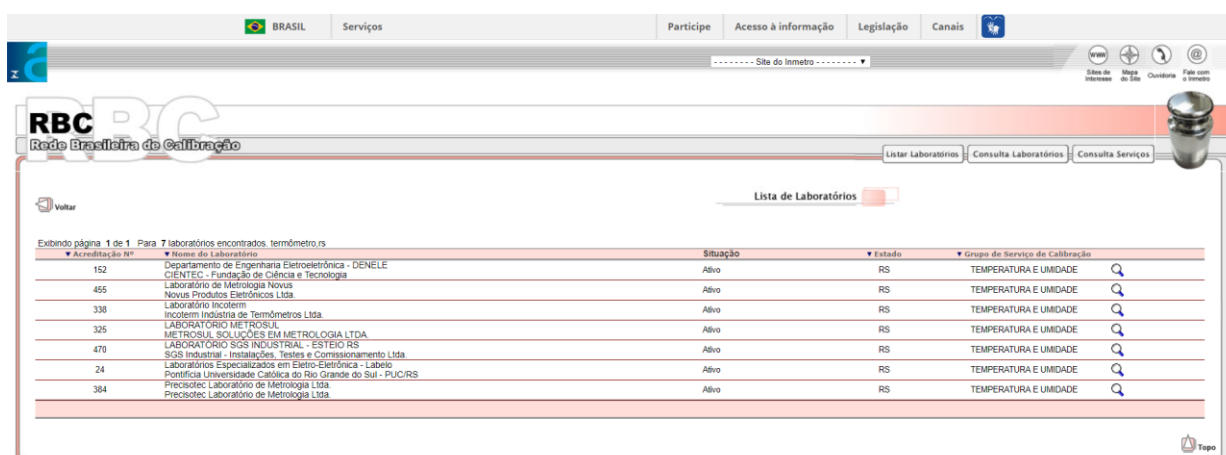 BRASIL Serviços Participe Acesso à informação Legislação Canais
- - - - - - - - Site do Inmetro - - - - - - - - ▼
www
@
Sites de Interesse
Mapa do Site
Ouvidoria
Fale com o Inmetro
z
RBC
Rede Brasileira de Calibração
Listar Laboratórios Consulta Laboratórios Consulta Serviços
Voltar
Lista de Laboratórios
Exibindo página 1 de 1 Para 7 laboratórios encontrados. termômetro,rs
▼ Acreditação Nº ▼ Nome do Laboratório Situação ▼ Estado ▼ Grupo de Serviço de Calibração
152 Departamento de Engenharia Eletroeletrônica - DENELE Ativo RS TEMPERATURA E UMIDADE
CIENTEC - Fundação de Ciência e Tecnologia
455 Laboratório de Metrologia Novus Ativo RS TEMPERATURA E UMIDADE
Novus Produtos Eletrônicos Ltda.
338 Laboratório Incoterm Ativo RS TEMPERATURA E UMIDADE
Incoterm Indústria de Termômetros Ltda.
325 LABORATÓRIO METROSUL Ativo RS TEMPERATURA E UMIDADE
METROSUL SOLUÇÕES EM METROLOGIA LTDA.
470 LABORATÓRIO SGS INDUSTRIAL - ESTEIO RS Ativo RS TEMPERATURA E UMIDADE
SGS Industrial - Instalações, Testes e Comissionamento Ltda.
24 Laboratórios Especializados em Eletro-Eletrônica - Labelo Ativo RS TEMPERATURA E UMIDADE
Pontifícia Universidade Católica do Rio Grande do Sul - PUC/RS
384 Precisotec Laboratório de Metrologia Ltda. Ativo RS TEMPERATURA E UMIDADE
Precisotec Laboratório de Metrologia Ltda.
Topo